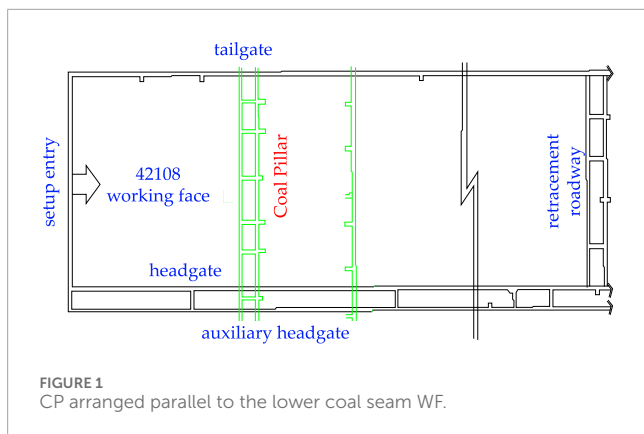 tailgate
setup entry
42108
working face
Coal Pillar
retracement
roadway
headgate
auxiliary headgate
FIGURE 1
CP arranged parallel to the lower coal seam WF.